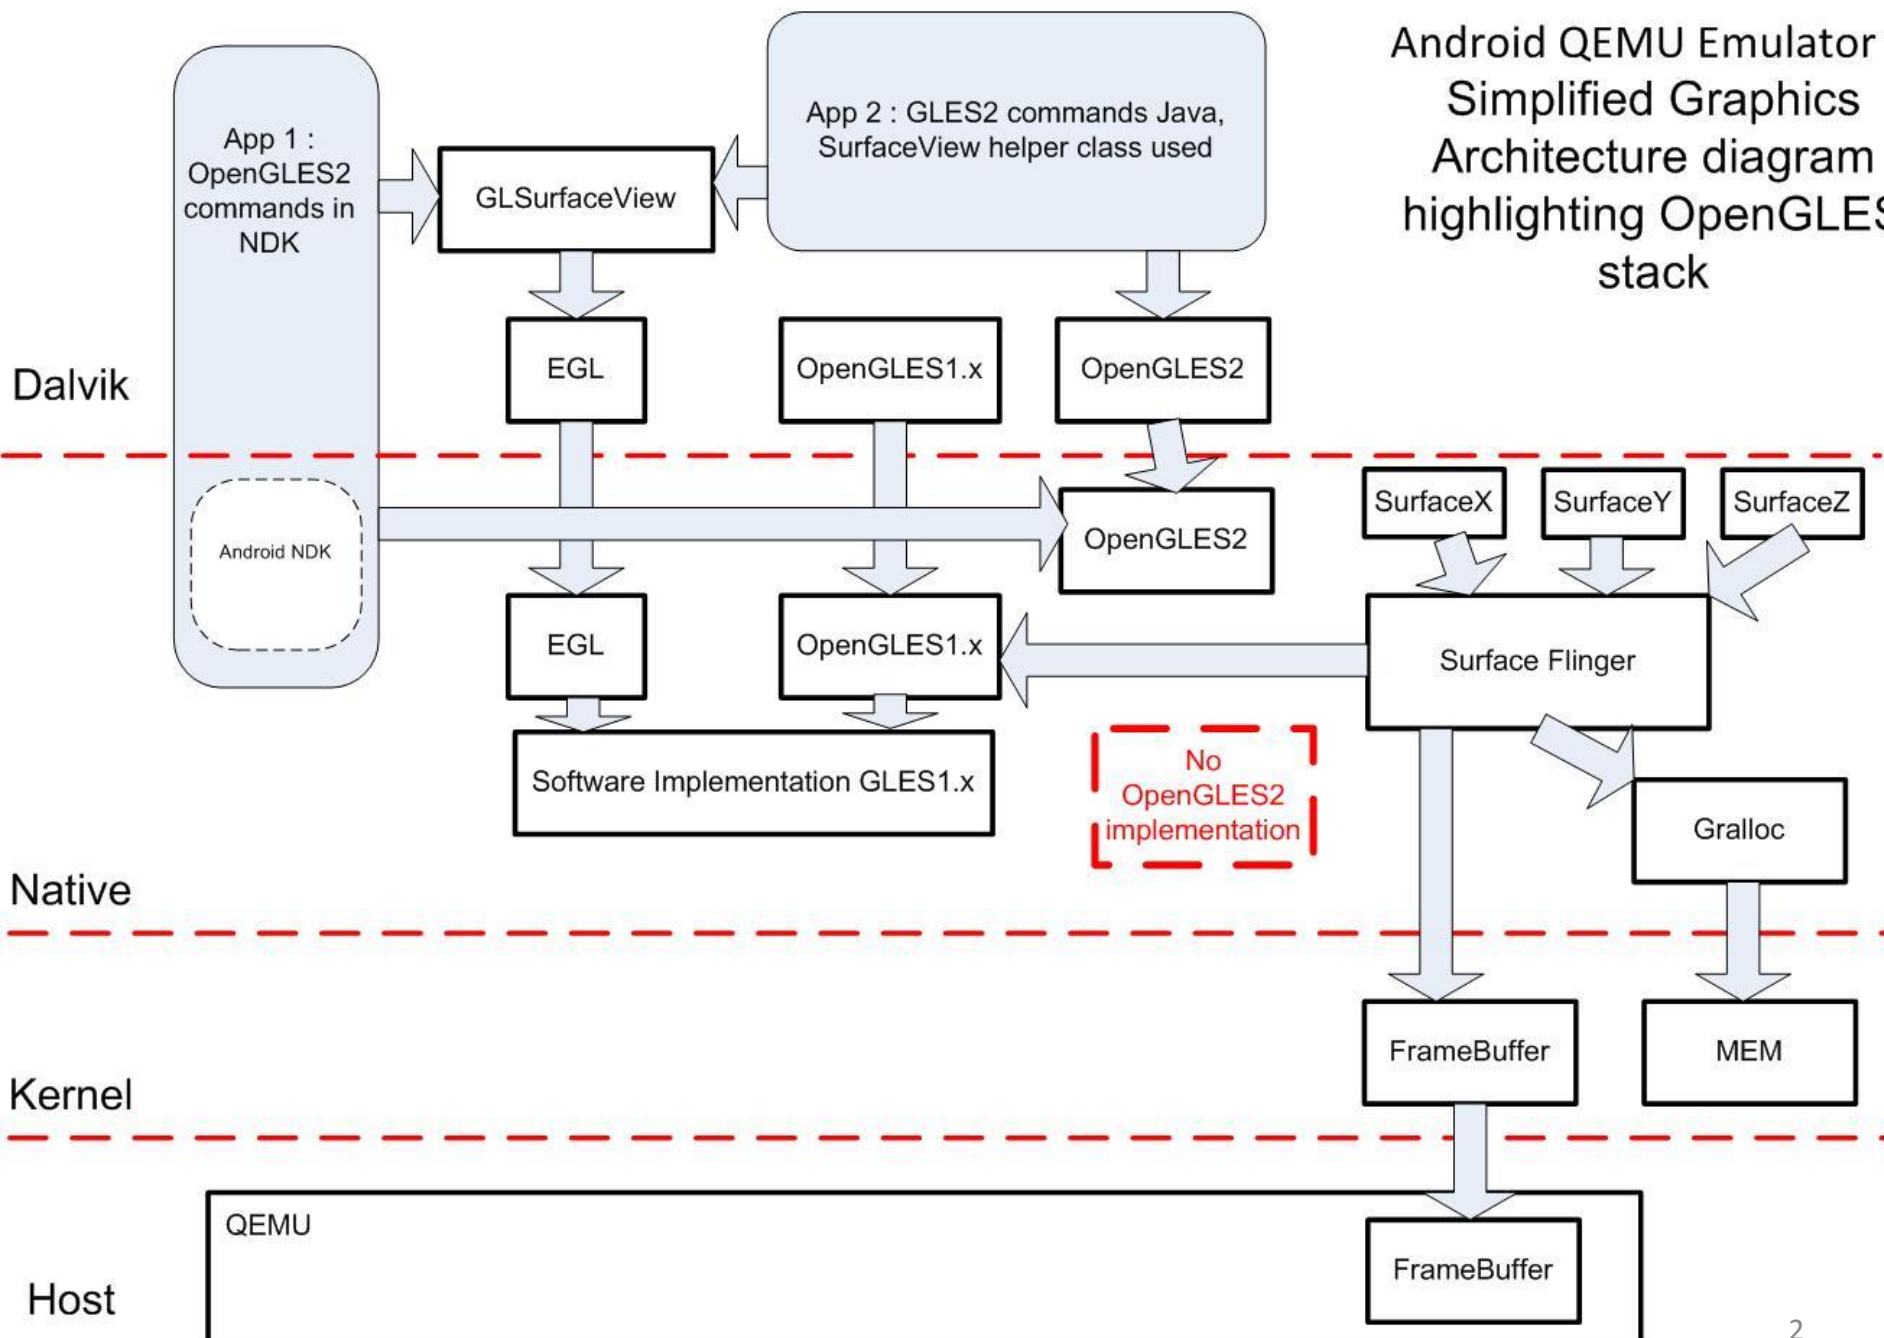 Android QEMU Emulator
Simplified Graphics
Architecture diagram
highlighting OpenGLES
stack
App 1 :
OpenGLES2
commands in
NDK
GLSurfaceView
App 2 : GLES2 commands Java,
SurfaceView helper class used
Dalvik
EGL
OpenGLES1.x
OpenGLES2
Android NDK
OpenGLES2
SurfaceX
SurfaceY
SurfaceZ
EGL
OpenGLES1.x
Surface Flinger
Software Implementation GLES1.x
No
OpenGLES2
implementation
Gralloc
Native
FrameBuffer
MEM
Kernel
QEMU
FrameBuffer
Host
2